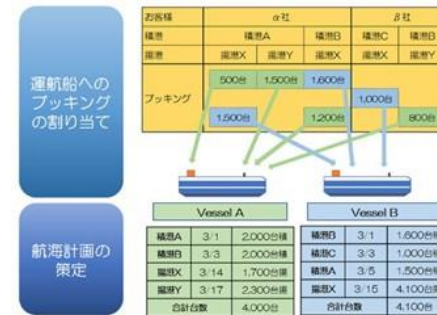 運航船への
ブッキング
の割り当て
お客様 α社 β社
積港 積港A 積港B 積港C 積港B
揚港 揚港X 揚港Y 揚港X 揚港X 揚港Y
ブッキング
500台 1,500台 1,600台
1,000台
1,500台 1,200台 800台
航海計画の
策定
Vessel A
積港A 3/1 2,000台積
積港B 3/3 2,000台積
揚港X 3/14 1,700台揚
揚港Y 3/17 2,300台揚
合計台数 4,000台
Vessel B
積港B 3/1 1,600台積
積港C 3/3 1,000台積
積港A 3/5 1,500台積
揚港X 3/15 4,100台揚
合計台数 4,100台